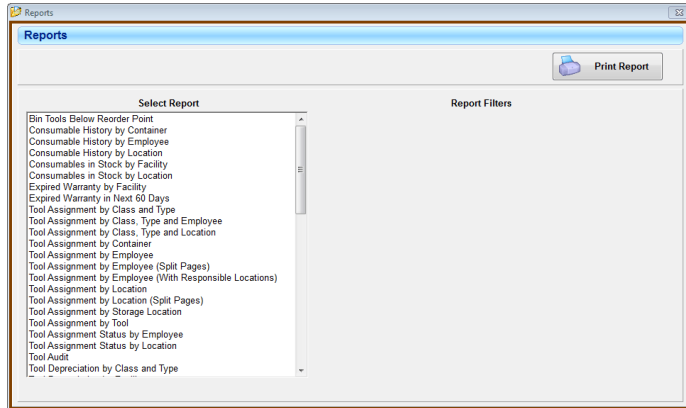 Reports
Reports
Print Report
Select Report
Report Filters
Bin Tools Below Reorder Point
Consumable History by Container
Consumable History by Employee
Consumable History by Location
Consumables in Stock by Facility
Consumables in Stock by Location
Expired Warranty by Facility
Expired Warranty in Next 60 Days
Tool Assignment by Class and Type
Tool Assignment by Class, Type and Employee
Tool Assignment by Class, Type and Location
Tool Assignment by Container
Tool Assignment by Employee
Tool Assignment by Employee (Split Pages)
Tool Assignment by Employee (With Responsible Locations)
Tool Assignment by Location
Tool Assignment by Location (Split Pages)
Tool Assignment by Storage Location
Tool Assignment by Tool
Tool Assignment Status by Employee
Tool Assignment Status by Location
Tool Audit
Tool Depreciation by Class and Type